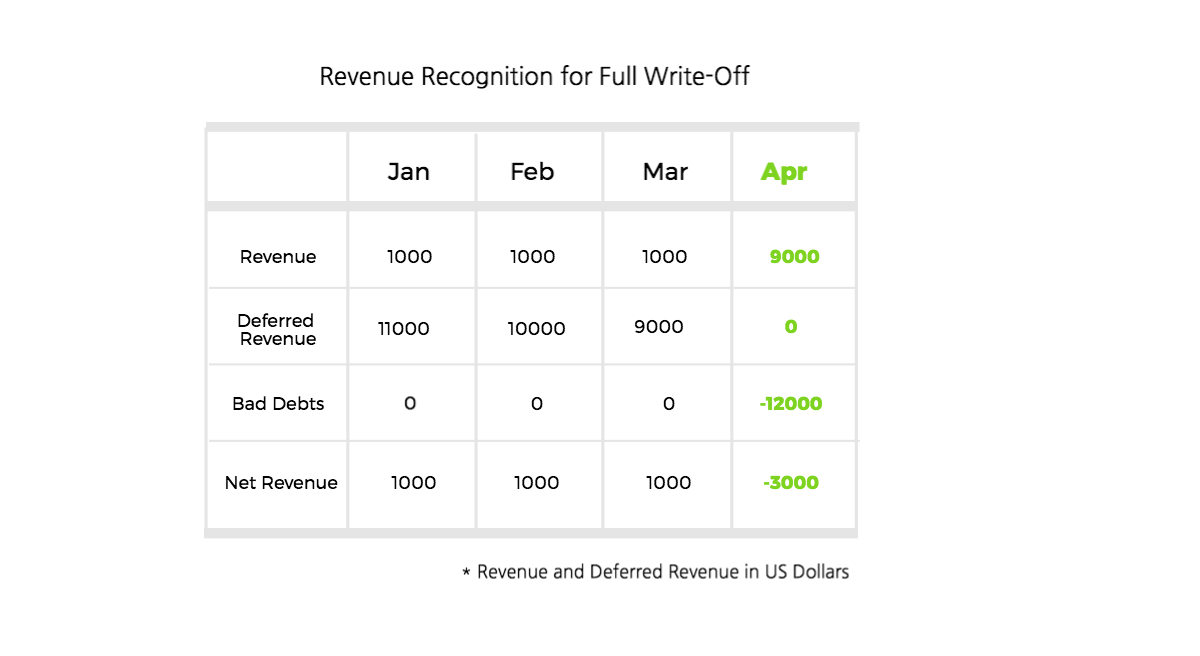 Revenue Recognition for Full Write-Off
Jan Feb Mar Apr
Revenue 1000 1000 1000 9000
Deferred
Revenue 11000 10000 9000 0
Bad Debts 0 0 0 -12000
Net Revenue 1000 1000 1000 -3000
* Revenue and Deferred Revenue in US Dollars